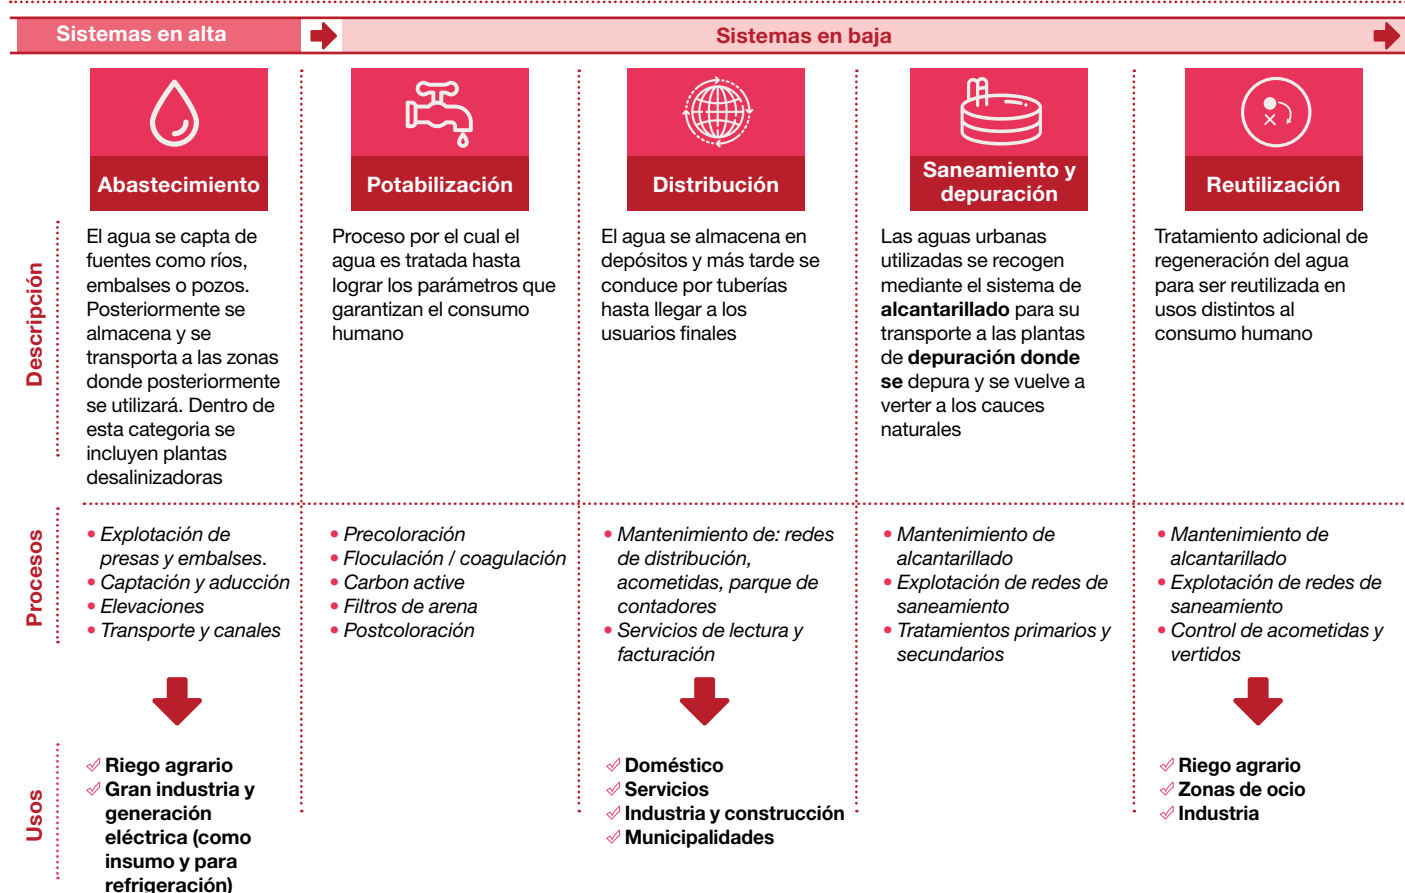 Sistemas en alta
Sistemas en baja
Abastecimiento
Potabilización
Distribución
Saneamiento y
depuración
Reutilización
Descripción
El agua se capta de
fuentes como ríos,
embalses o pozos.
Posteriormente se
almacena y se
transporta a las zonas
donde posteriormente
se utilizará. Dentro de
esta categoria se
incluyen plantas
desalinizadoras
Proceso por el cual el
agua es tratada hasta
lograr los parámetros que
garantizan el consumo
humano
El agua se almacena en
depósitos y más tarde se
conduce por tuberías
hasta llegar a los
usuarios finales
Las aguas urbanas
utilizadas se recogen
mediante el sistema de
alcantarillado para su
transporte a las plantas
de depuración donde
se depura y se vuelve a
verter a los cauces
naturales
Tratamiento adicional de
regeneración del agua
para ser reutilizada en
usos distintos al
consumo humano
Procesos
• Explotación de
presas y embalses.
• Captación y aducción
• Elevaciones
• Transporte y canales
• Precoloración
• Floculación / coagulación
• Carbon active
• Filtros de arena
• Postcoloración
• Mantenimiento de: redes
de distribución,
acometidas, parque de
contadores
• Servicios de lectura y
facturación
• Mantenimiento de
alcantarillado
• Explotación de redes de
saneamiento
• Tratamientos primarios y
secundarios
• Mantenimiento de
alcantarillado
• Explotación de redes de
saneamiento
• Control de acometidas y
vertidos
Usos
Riego agrario
Gran industria y
generación
eléctrica (como
insumo y para
refrigeración)
Doméstico
Servicios
Industria y construcción
Municipalidades
Riego agrario
Zonas de ocio
Industria